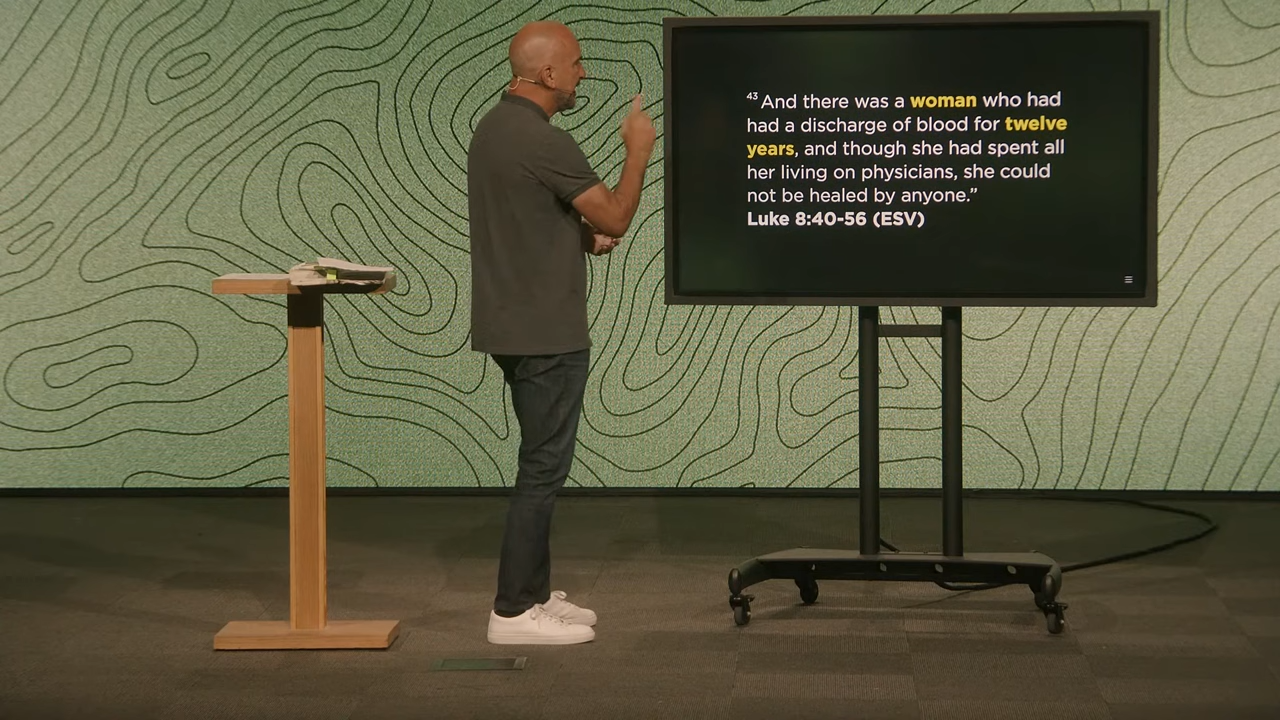 ⁴³ And there was a woman who had
had a discharge of blood for twelve
years, and though she had spent all
her living on physicians, she could
not be healed by anyone.”
Luke 8:40-56 (ESV)